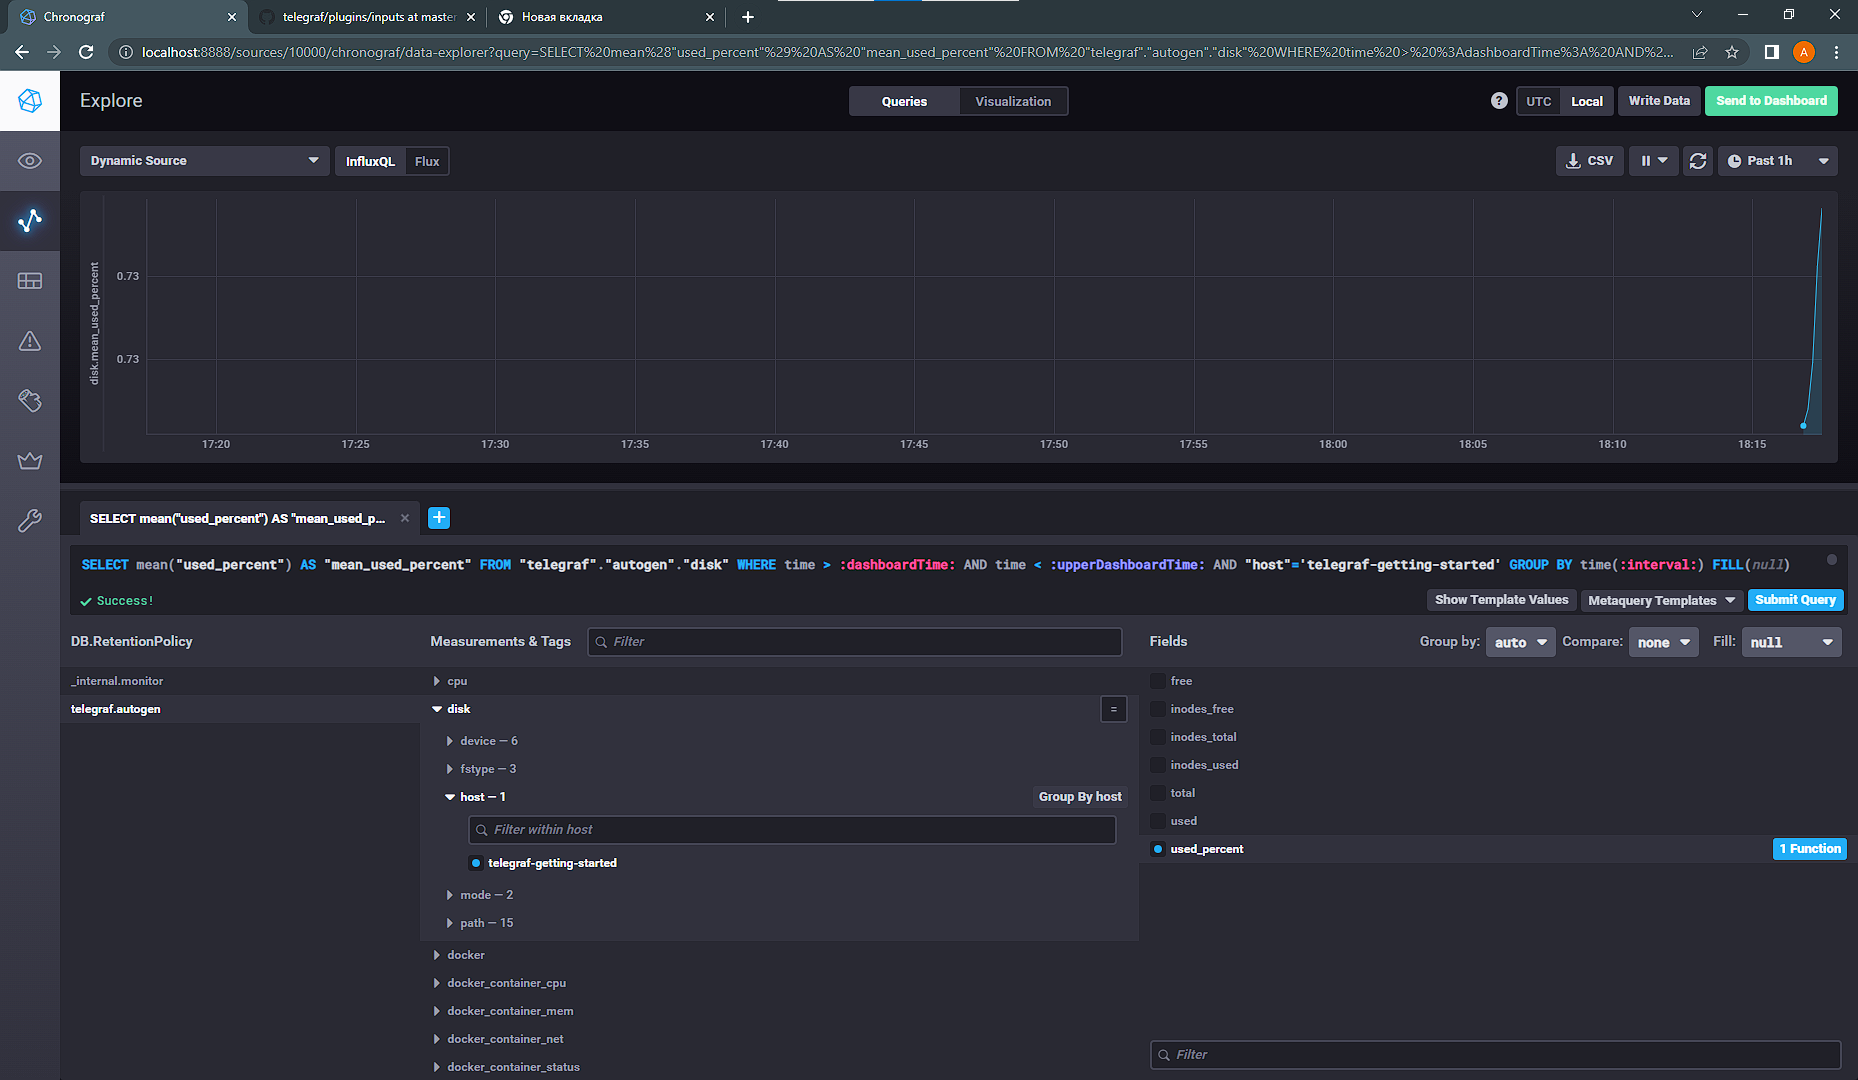 Chronograf
telegraf/plugins/inputs at master
Новая вкладка
localhost:8888/sources/10000/chronograf/data-explorer?query=SELECT%20mean%28"used_percent"%29%20AS%20"mean_used_percent"%20FROM%20"telegraf"."autogen"."disk"%20WHERE%20time%20>%20%3AdashboardTime%3A%20AND%2...
A
Explore
Queries
Visualization
?
UTC
Local
Write Data
Send to Dashboard
Dynamic Source
InfluxQL
Flux
CSV
Past 1h
disk.mean_used_percent
0.73
0.73
17:20
17:25
17:30
17:35
17:40
17:45
17:50
17:55
18:00
18:05
18:10
18:15
SELECT mean("used_percent") AS "mean_used_p...
SELECT mean("used_percent") AS "mean_used_percent" FROM "telegraf"."autogen"."disk" WHERE time > :dashboardTime: AND time < :upperDashboardTime: AND "host"='telegraf-getting-started' GROUP BY time(:interval:) FILL(null)
Success!
Show Template Values
Metaquery Templates
Submit Query
DB.RetentionPolicy
_internal.monitor
telegraf.autogen
Measurements & Tags
Filter
cpu
disk
=
device — 6
fstype — 3
host — 1
Group By host
Filter within host
telegraf-getting-started
mode — 2
path — 15
docker
docker_container_cpu
docker_container_mem
docker_container_net
docker_container_status
Fields
Group by:
auto
Compare:
none
Fill:
null
free
inodes_free
inodes_total
inodes_used
total
used
used_percent
1 Function
Filter